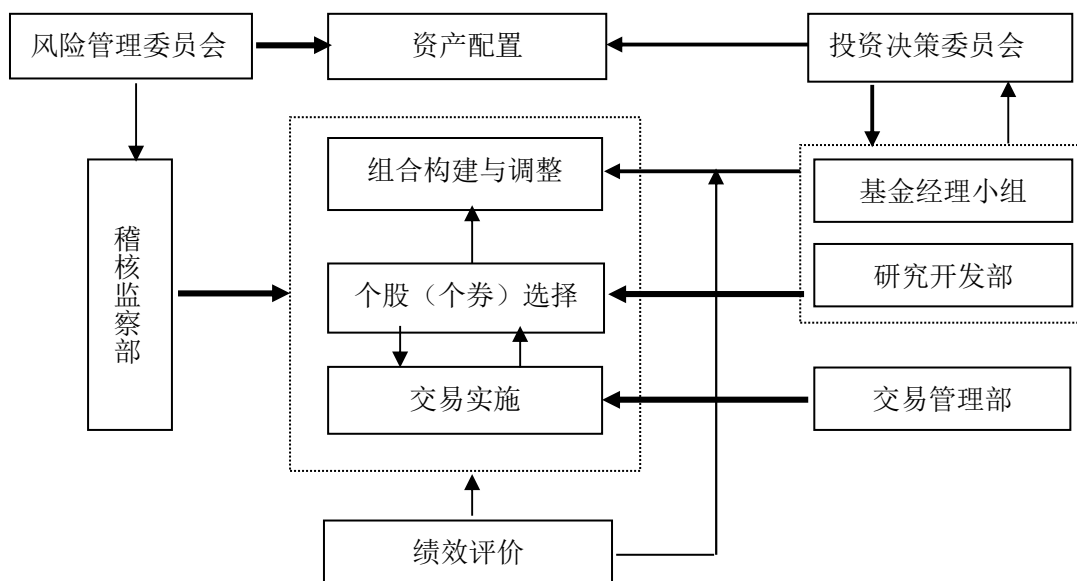 风险管理委员会
资产配置
投资决策委员会
组合构建与调整
基金经理小组
稽核监察部
个股（个券）选择
研究开发部
交易实施
交易管理部
绩效评价